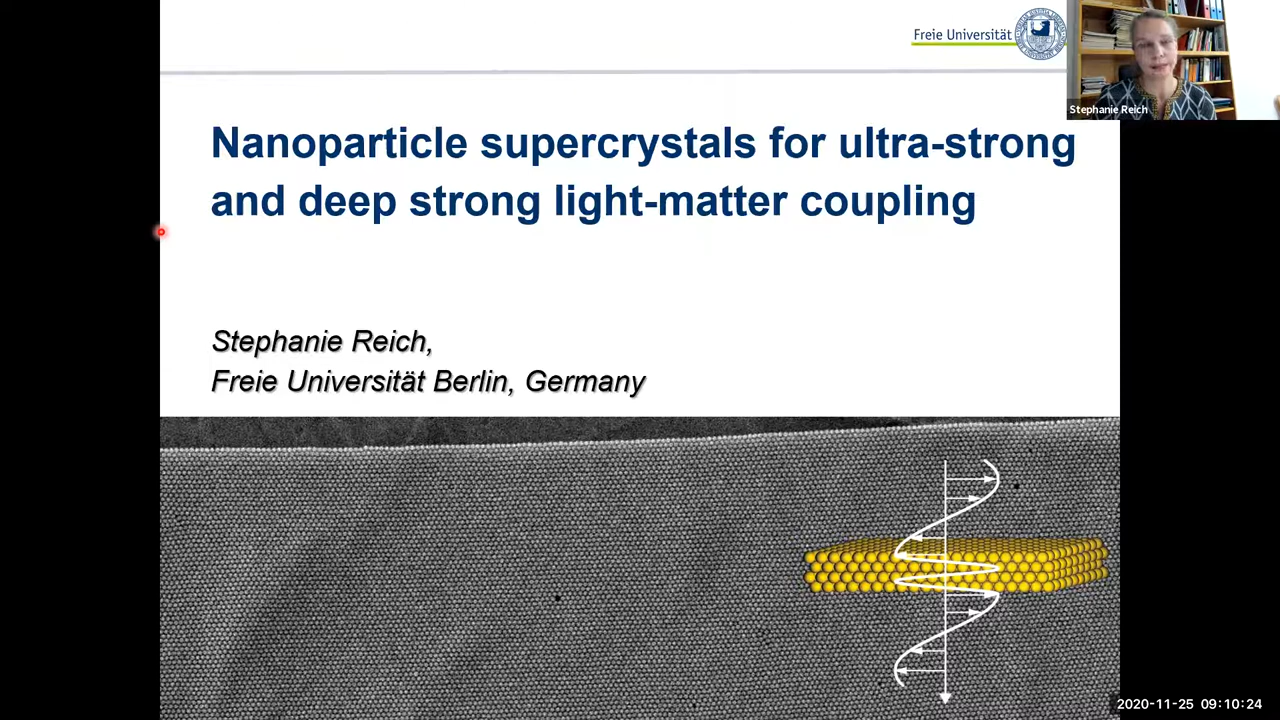 Freie Universität
Stephanie Reich
Nanoparticle supercrystals for ultra-strong
and deep strong light-matter coupling
Stephanie Reich,
Freie Universität Berlin, Germany
2020-11-25 09:10:24